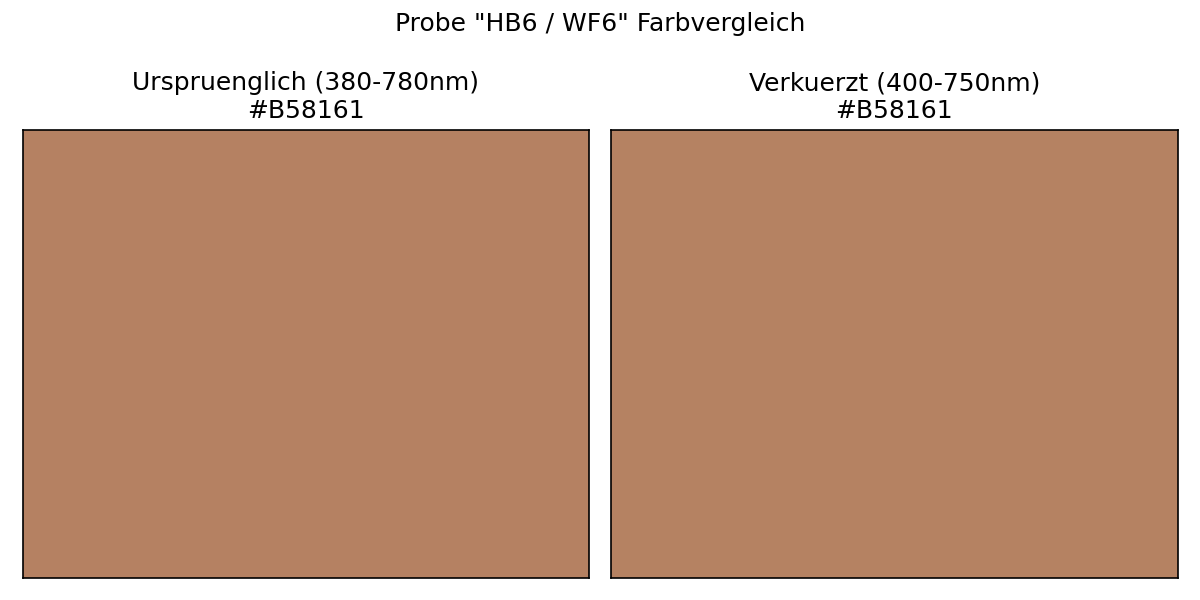 Probe "HB6 / WF6" Farbvergleich
Urspruenglich (380-780nm)
#B58161
Verkuerzt (400-750nm)
#B58161